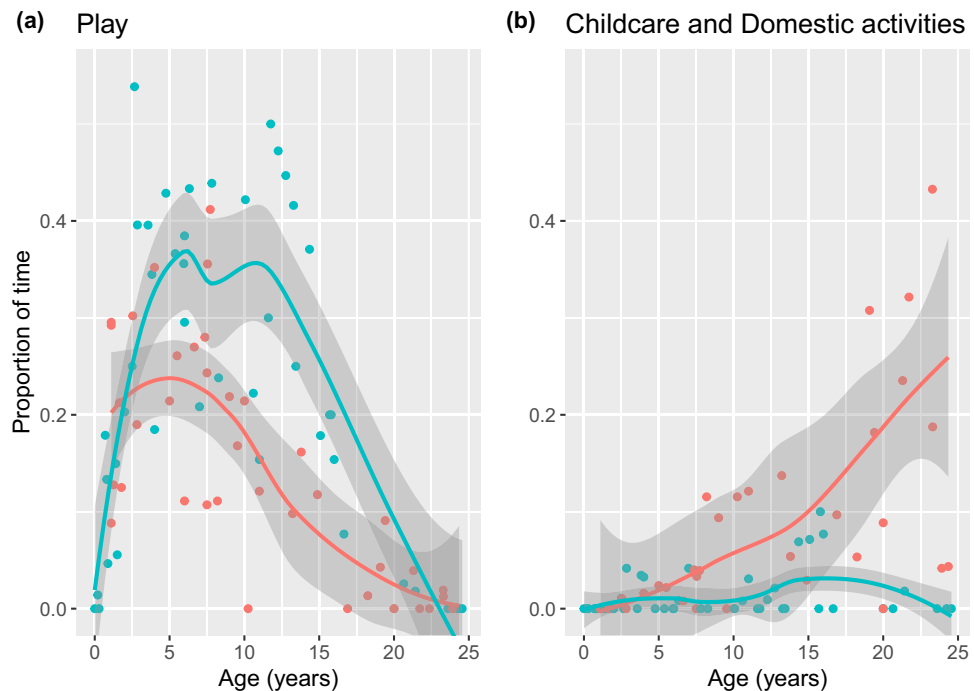 (a) Play
(b) Childcare and Domestic activities
Proportion of time
0.4
0.2
0.0
0 5 10 15 20 25
Age (years)
0.4
0.2
0.0
0 5 10 15 20 25
Age (years)